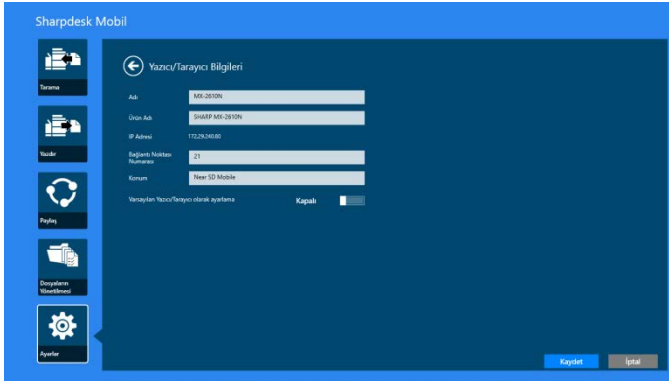 Sharpdesk Mobil
Tarama
Yazdır
Paylaş
Dosyaların
Yönetilmesi
Ayarlar
Yazıcı/Tarayıcı Bilgileri
Adı
MX-2610N
Ürün Adı
SHARP MX-2610N
IP Adresi
172.29.240.80
Bağlantı Noktası
Numarası
21
Konum
Near SD Mobile
Varsayılan Yazıcı/Tarayıcı olarak ayarlama
Kapalı
Kaydet
İptal